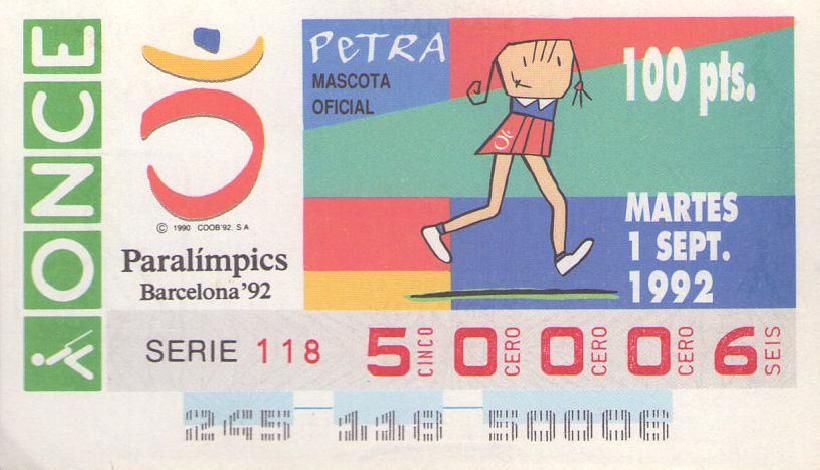 ONCE
PeTRA
MASCOTA
OFICIAL
100 pts.
MARTES
1 SEPT.
1992
© 1990 COOB'92. S A
Paralímpics
Barcelona'92
SERIE 118 5 CINCO 0 CERO 0 CERO 0 CERO 6 SEIS
245 118 50006